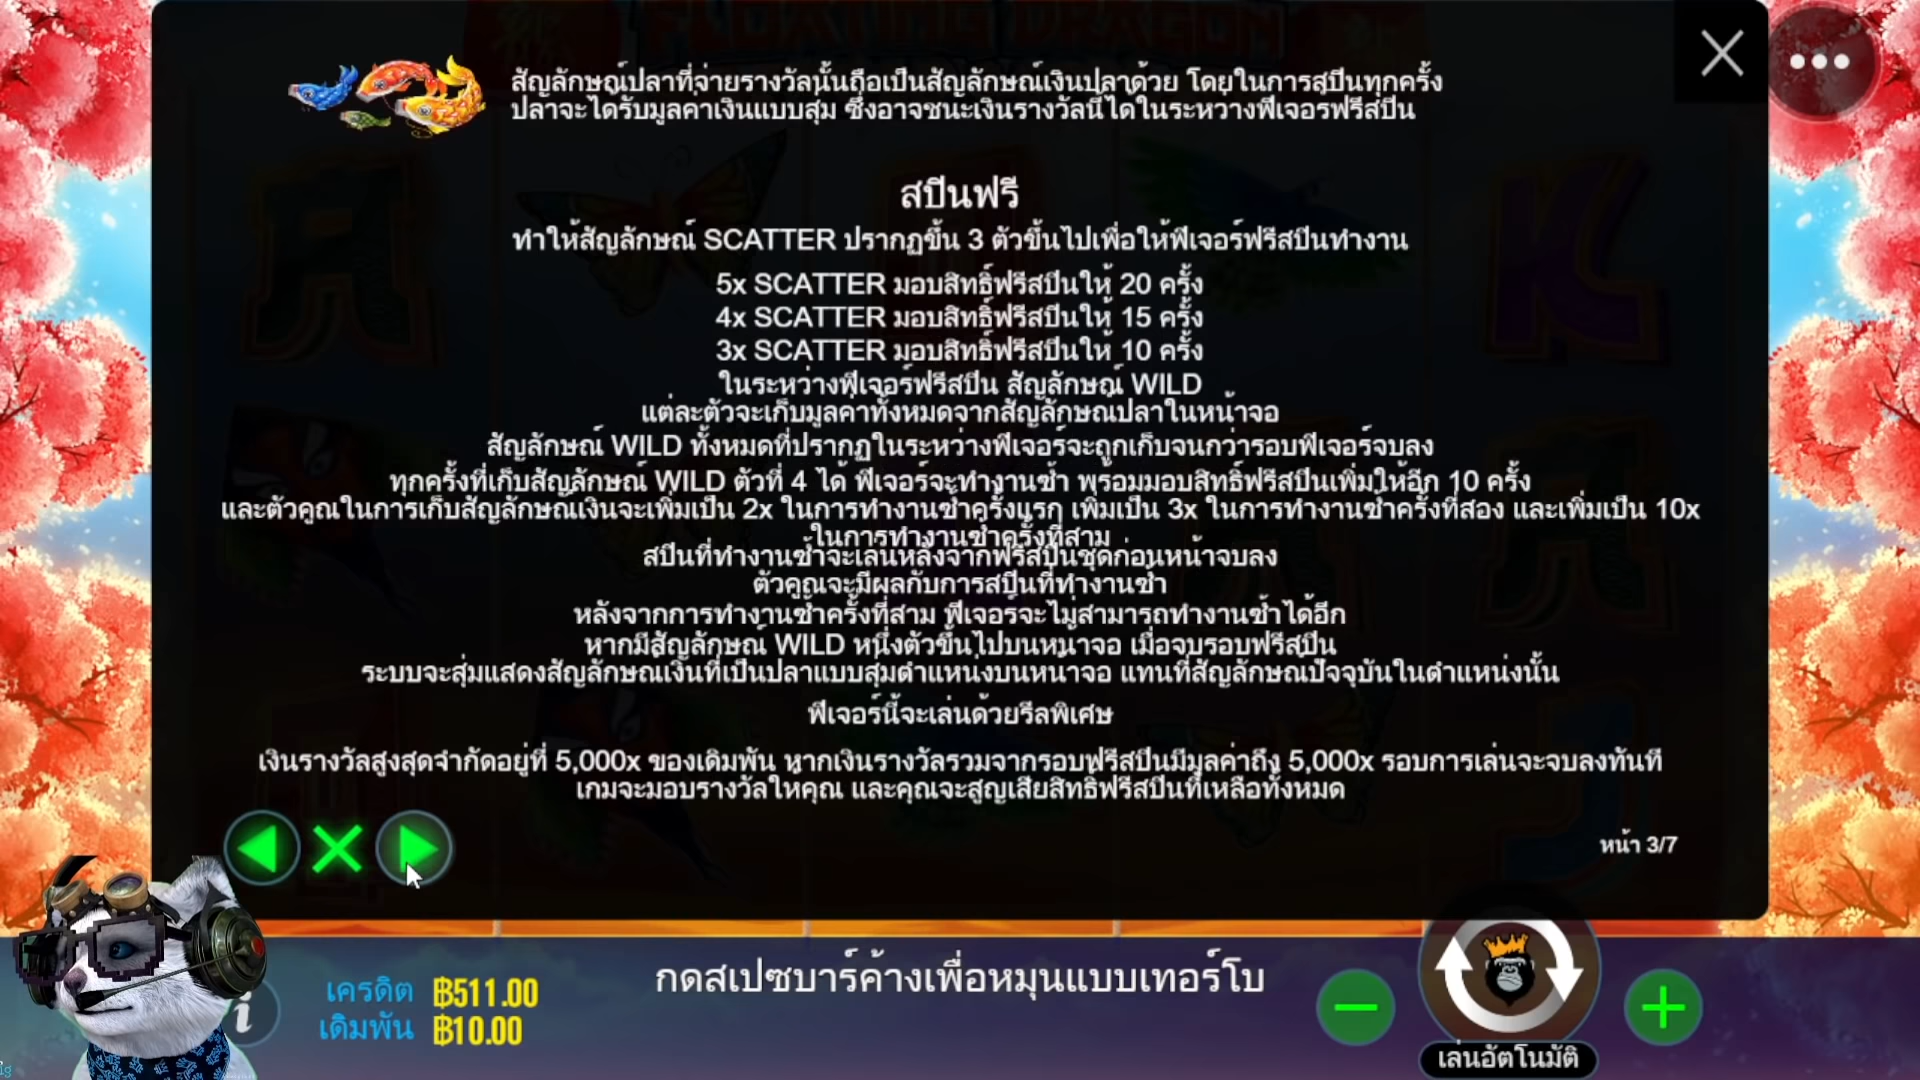 FLOATING DRAGON
สัญลักษณ์ปลาที่จ่ายรางวัลนั้นถือเป็นสัญลักษณ์เงินปลาด้วย โดยในการสปินทุกครั้ง
ปลาจะได้รับมูลค่าเงินแบบสุ่ม ซึ่งอาจชนะเงินรางวัลนี้ได้ในระหว่างฟีเจอร์ฟรีสปิน
สปินฟรี
ทำให้สัญลักษณ์ SCATTER ปรากฏขึ้น 3 ตัวขึ้นไปเพื่อให้ฟีเจอร์ฟรีสปินทำงาน
5x SCATTER มอบสิทธิ์ฟรีสปินให้ 20 ครั้ง
4x SCATTER มอบสิทธิ์ฟรีสปินให้ 15 ครั้ง
3x SCATTER มอบสิทธิ์ฟรีสปินให้ 10 ครั้ง
ในระหว่างฟีเจอร์ฟรีสปิน สัญลักษณ์ WILD
แต่ละตัวจะเก็บมูลค่าทั้งหมดจากสัญลักษณ์ปลาในหน้าจอ
สัญลักษณ์ WILD ทั้งหมดที่ปรากฏในระหว่างฟีเจอร์จะถูกเก็บจนกว่ารอบฟีเจอร์จบลง
ทุกครั้งที่เก็บสัญลักษณ์ WILD ตัวที่ 4 ได้ ฟีเจอร์จะทำงานซ้ำ พร้อมมอบสิทธิ์ฟรีสปินเพิ่มให้อีก 10 ครั้ง
และตัวคูณในการเก็บสัญลักษณ์เงินจะเพิ่มเป็น 2x ในการทำงานซ้ำครั้งแรก เพิ่มเป็น 3x ในการทำงานซ้ำครั้งที่สอง และเพิ่มเป็น 10x
ในการทำงานซ้ำครั้งที่สาม
สปินที่ทำงานซ้ำจะเล่นหลังจากฟรีสปินชุดก่อนหน้าจบลง
ตัวคูณจะมีผลกับการสปินที่ทำงานซ้ำ
หลังจากการทำงานซ้ำครั้งที่สาม ฟีเจอร์จะไม่สามารถทำงานซ้ำได้อีก
หากมีสัญลักษณ์ WILD หนึ่งตัวขึ้นไปบนหน้าจอ เมื่อจบรอบฟรีสปิน
ระบบจะสุ่มแสดงสัญลักษณ์เงินที่เป็นปลาแบบสุ่มตำแหน่งบนหน้าจอ แทนที่สัญลักษณ์ปัจจุบันในตำแหน่งนั้น
ฟีเจอร์นี้จะเล่นด้วยรีลพิเศษ
เงินรางวัลสูงสุดจำกัดอยู่ที่ 5,000x ของเดิมพัน หากเงินรางวัลรวมจากรอบฟรีสปินมีมูลค่าถึง 5,000x รอบการเล่นจะจบลงทันที
เกมจะมอบรางวัลให้คุณ และคุณจะสูญเสียสิทธิ์ฟรีสปินที่เหลือทั้งหมด
หน้า 3/7
เครดิต ฿511.00
เดิมพัน ฿10.00
กดสเปซบาร์ค้างเพื่อหมุนแบบเทอร์โบ
เล่นอัตโนมัติ